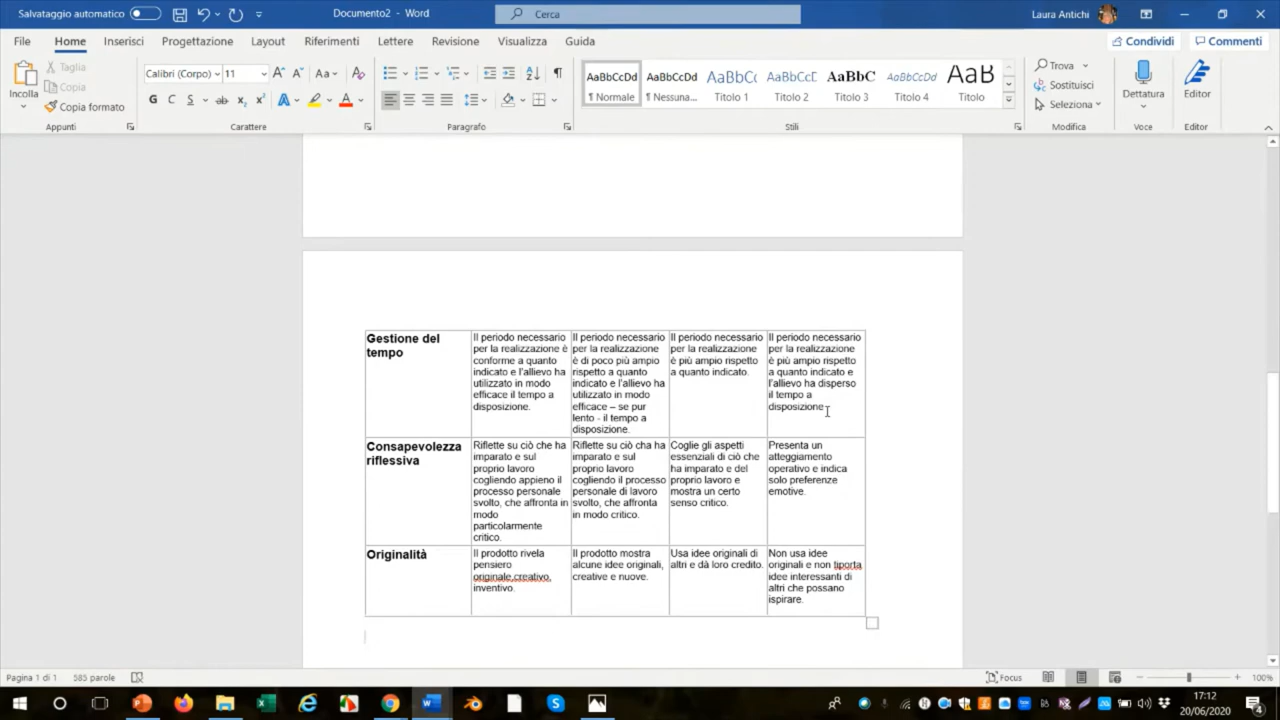 Salvataggio automatico
Documento2 - Word
Cerca
Laura Antichi
File Home Inserisci Progettazione Layout Riferimenti Lettere Revisione Visualizza Guida
Condividi Commenti
Incolla
Taglia
Copia
Copia formato
Appunti
Calibri (Corpo) 11
G C S ab x₂ x²
Carattere
Paragrafo
AaBbCcDd AaBbCcDd AaBbCc AaBbCcD AaBbC AaBbCcDd AaB
¶ Normale ¶ Nessuna... Titolo 1 Titolo 2 Titolo 3 Titolo 4 Titolo
Stili
Trova
Sostituisci
Seleziona
Modifica
Dettatura
Voce
Editor
Editor
Gestione del
tempo
Il periodo necessario
per la realizzazione è
conforme a quanto
indicato e l'allievo ha
utilizzato in modo
efficace il tempo a
disposizione.
Il periodo necessario
per la realizzazione
è di poco più ampio
rispetto a quanto
indicato e l'allievo ha
utilizzato in modo
efficace – se pur
lento - il tempo a
disposizione.
Il periodo necessario
per la realizzazione
è più ampio rispetto
a quanto indicato.
Il periodo necessario
per la realizzazione
è più ampio rispetto
a quanto indicato e
l'allievo ha disperso
il tempo a
disposizione.
Consapevolezza
riflessiva
Riflette su ciò che ha
imparato e sul
proprio lavoro
cogliendo appieno il
processo personale
svolto, che affronta in
modo
particolarmente
critico.
Riflette su ciò cha ha
imparato e sul
proprio lavoro
cogliendo il processo
personale di lavoro
svolto, che affronta
in modo critico.
Coglie gli aspetti
essenziali di ciò che
ha imparato e del
proprio lavoro e
mostra un certo
senso critico.
Presenta un
atteggiamento
operativo e indica
solo preferenze
emotive.
Originalità
Il prodotto rivela
pensiero
originale,creativo,
inventivo.
Il prodotto mostra
alcune idee originali,
creative e nuove.
Usa idee originali di
altri e dà loro credito.
Non usa idee
originali e non tiporta
idee interessanti di
altri che possano
ispirare.
Pagina 1 di 1 585 parole
Focus
100%
17:12
20/06/2020